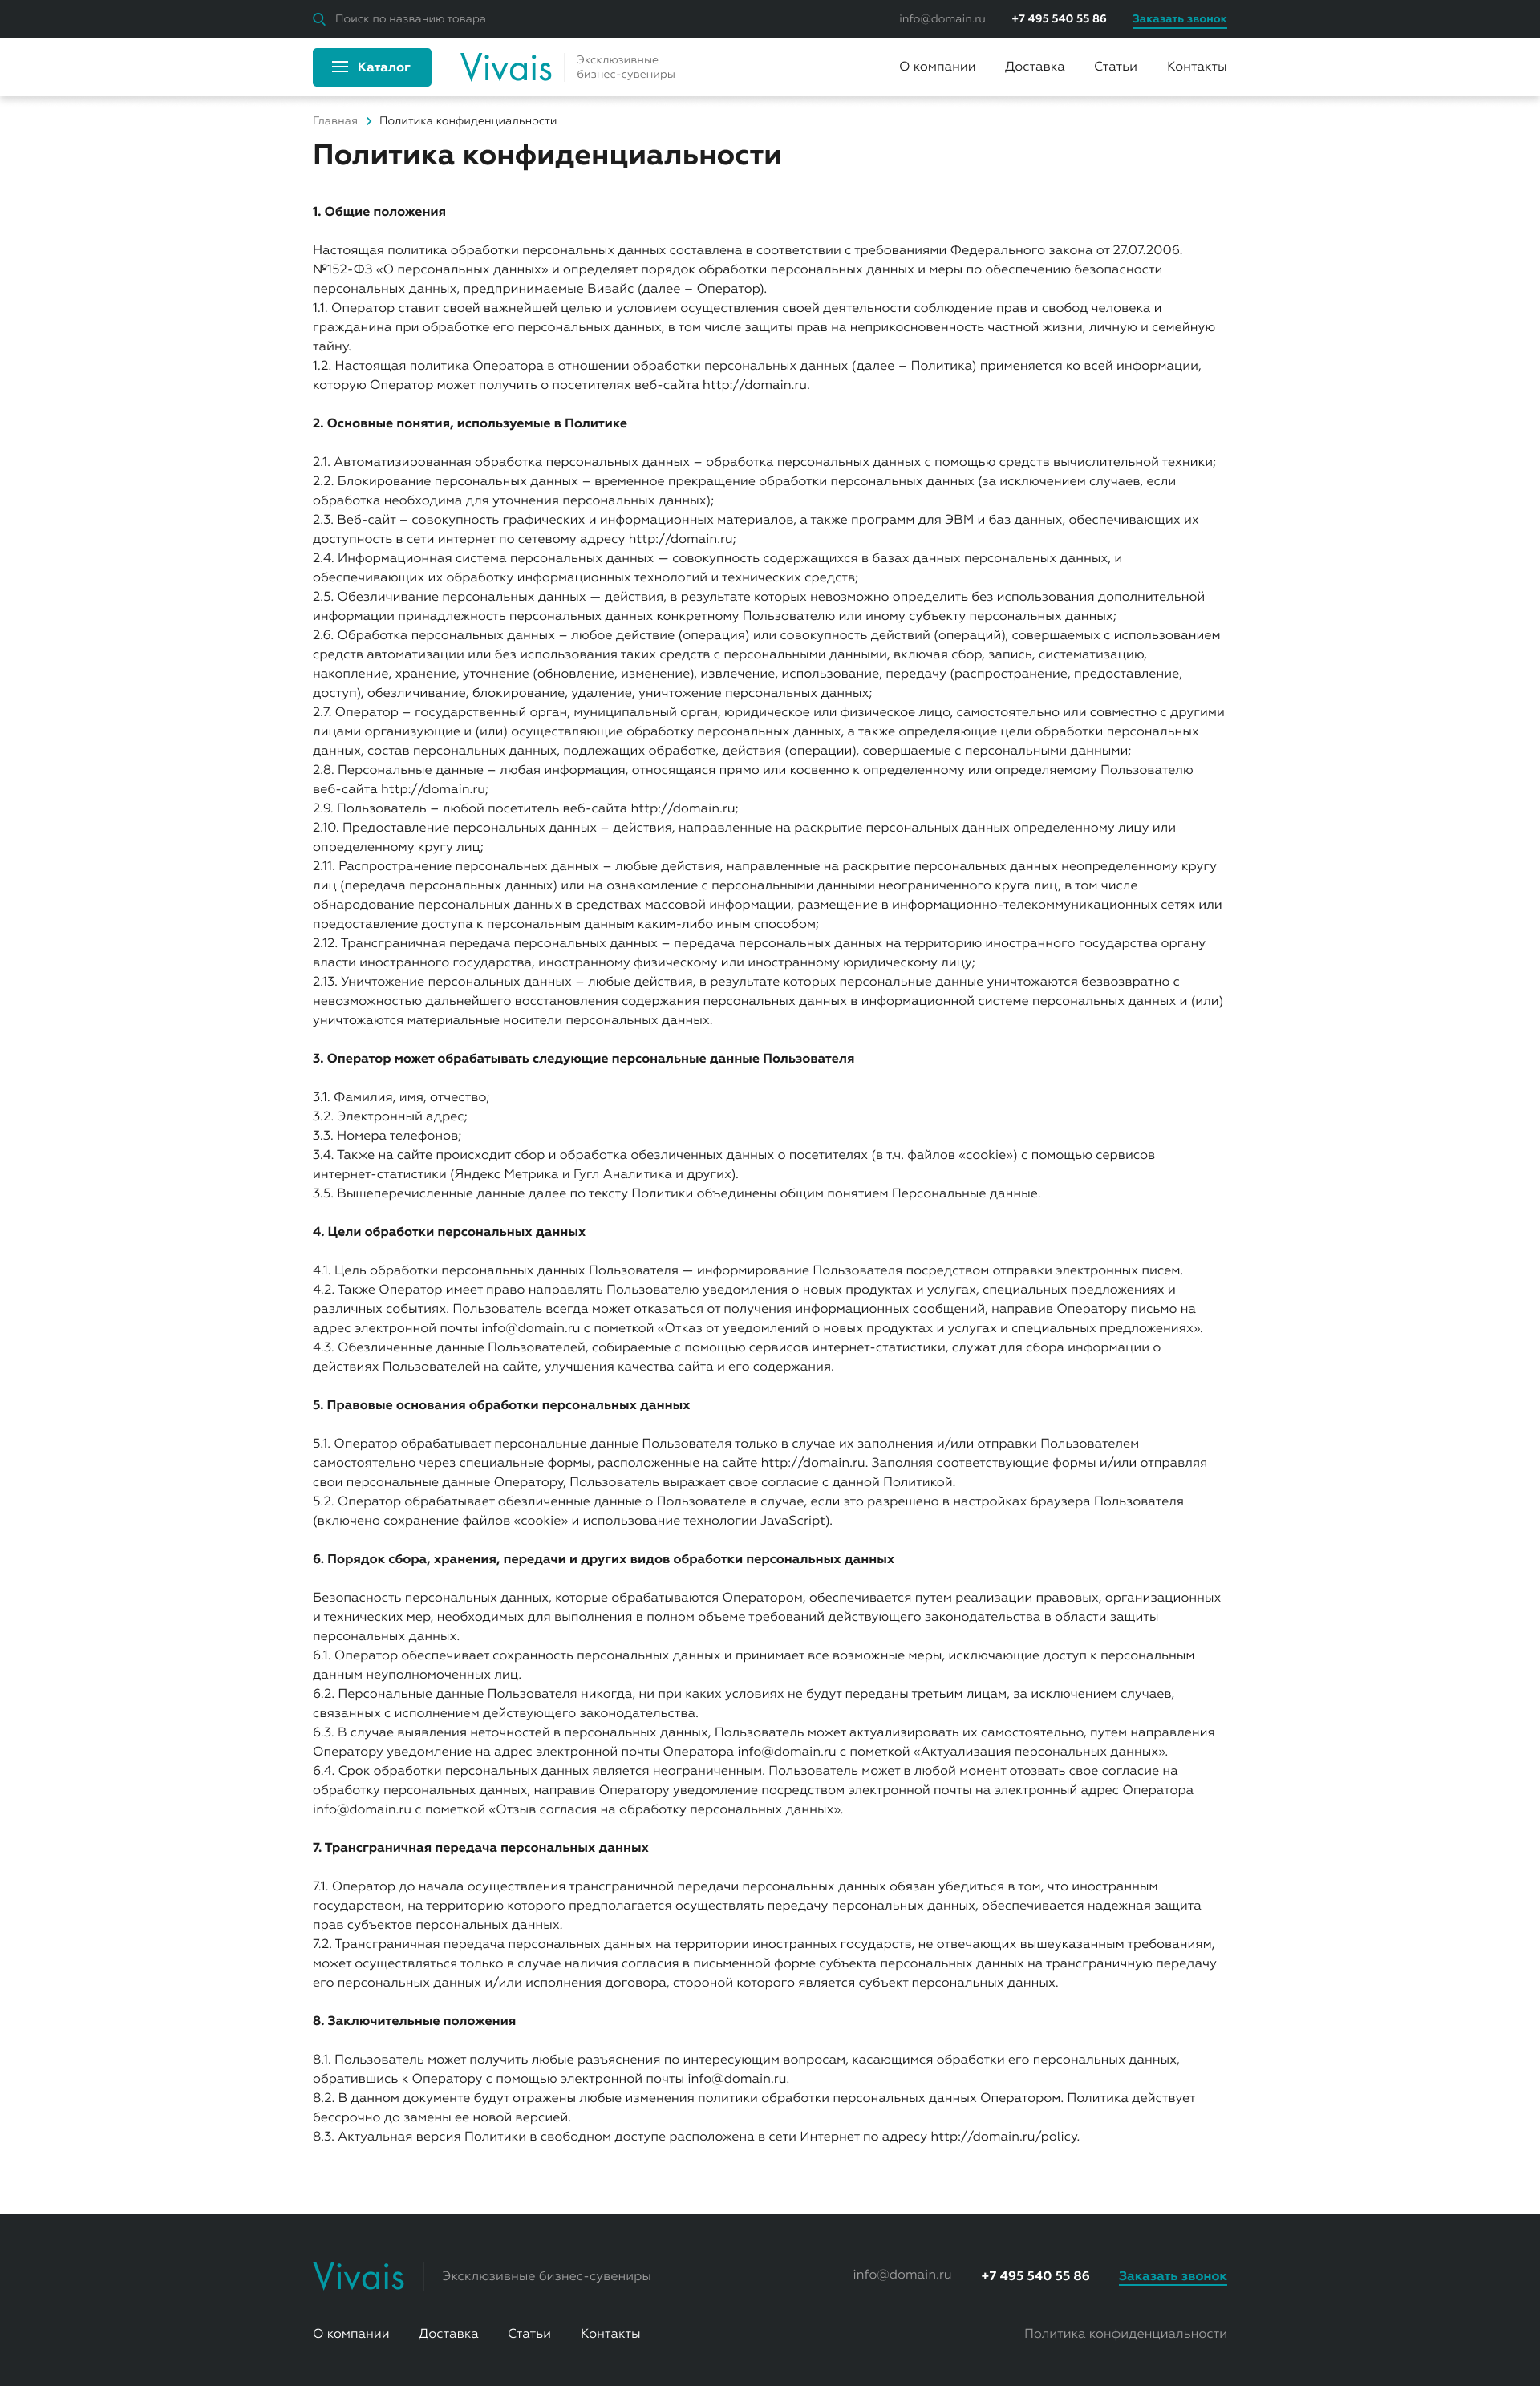 Поиск по названию товара
info@domain.ru
+7 495 540 55 86
Заказать звонок
Каталог
Vivais
Эксклюзивные
бизнес-сувениры
О компании
Доставка
Статьи
Контакты
Главная
Политика конфиденциальности
Политика конфиденциальности
1. Общие положения
Настоящая политика обработки персональных данных составлена в соответствии с требованиями Федерального закона от 27.07.2006.
№152-ФЗ «О персональных данных» и определяет порядок обработки персональных данных и меры по обеспечению безопасности
персональных данных, предпринимаемые Вивайс (далее – Оператор).
1.1. Оператор ставит своей важнейшей целью и условием осуществления своей деятельности соблюдение прав и свобод человека и
гражданина при обработке его персональных данных, в том числе защиты прав на неприкосновенность частной жизни, личную и семейную
тайну.
1.2. Настоящая политика Оператора в отношении обработки персональных данных (далее – Политика) применяется ко всей информации,
которую Оператор может получить о посетителях веб-сайта http://domain.ru.
2. Основные понятия, используемые в Политике
2.1. Автоматизированная обработка персональных данных – обработка персональных данных с помощью средств вычислительной техники;
2.2. Блокирование персональных данных – временное прекращение обработки персональных данных (за исключением случаев, если
обработка необходима для уточнения персональных данных);
2.3. Веб-сайт – совокупность графических и информационных материалов, а также программ для ЭВМ и баз данных, обеспечивающих их
доступность в сети интернет по сетевому адресу http://domain.ru;
2.4. Информационная система персональных данных — совокупность содержащихся в базах данных персональных данных, и
обеспечивающих их обработку информационных технологий и технических средств;
2.5. Обезличивание персональных данных — действия, в результате которых невозможно определить без использования дополнительной
информации принадлежность персональных данных конкретному Пользователю или иному субъекту персональных данных;
2.6. Обработка персональных данных – любое действие (операция) или совокупность действий (операций), совершаемых с использованием
средств автоматизации или без использования таких средств с персональными данными, включая сбор, запись, систематизацию,
накопление, хранение, уточнение (обновление, изменение), извлечение, использование, передачу (распространение, предоставление,
доступ), обезличивание, блокирование, удаление, уничтожение персональных данных;
2.7. Оператор – государственный орган, муниципальный орган, юридическое или физическое лицо, самостоятельно или совместно с другими
лицами организующие и (или) осуществляющие обработку персональных данных, а также определяющие цели обработки персональных
данных, состав персональных данных, подлежащих обработке, действия (операции), совершаемые с персональными данными;
2.8. Персональные данные – любая информация, относящаяся прямо или косвенно к определенному или определяемому Пользователю
веб-сайта http://domain.ru;
2.9. Пользователь – любой посетитель веб-сайта http://domain.ru;
2.10. Предоставление персональных данных – действия, направленные на раскрытие персональных данных определенному лицу или
определенному кругу лиц;
2.11. Распространение персональных данных – любые действия, направленные на раскрытие персональных данных неопределенному кругу
лиц (передача персональных данных) или на ознакомление с персональными данными неограниченного круга лиц, в том числе
обнародование персональных данных в средствах массовой информации, размещение в информационно-телекоммуникационных сетях или
предоставление доступа к персональным данным каким-либо иным способом;
2.12. Трансграничная передача персональных данных – передача персональных данных на территорию иностранного государства органу
власти иностранного государства, иностранному физическому или иностранному юридическому лицу;
2.13. Уничтожение персональных данных – любые действия, в результате которых персональные данные уничтожаются безвозвратно с
невозможностью дальнейшего восстановления содержания персональных данных в информационной системе персональных данных и (или)
уничтожаются материальные носители персональных данных.
3. Оператор может обрабатывать следующие персональные данные Пользователя
3.1. Фамилия, имя, отчество;
3.2. Электронный адрес;
3.3. Номера телефонов;
3.4. Также на сайте происходит сбор и обработка обезличенных данных о посетителях (в т.ч. файлов «cookie») с помощью сервисов
интернет-статистики (Яндекс Метрика и Гугл Аналитика и других).
3.5. Вышеперечисленные данные далее по тексту Политики объединены общим понятием Персональные данные.
4. Цели обработки персональных данных
4.1. Цель обработки персональных данных Пользователя — информирование Пользователя посредством отправки электронных писем.
4.2. Также Оператор имеет право направлять Пользователю уведомления о новых продуктах и услугах, специальных предложениях и
различных событиях. Пользователь всегда может отказаться от получения информационных сообщений, направив Оператору письмо на
адрес электронной почты info@domain.ru с пометкой «Отказ от уведомлений о новых продуктах и услугах и специальных предложениях».
4.3. Обезличенные данные Пользователей, собираемые с помощью сервисов интернет-статистики, служат для сбора информации о
действиях Пользователей на сайте, улучшения качества сайта и его содержания.
5. Правовые основания обработки персональных данных
5.1. Оператор обрабатывает персональные данные Пользователя только в случае их заполнения и/или отправки Пользователем
самостоятельно через специальные формы, расположенные на сайте http://domain.ru. Заполняя соответствующие формы и/или отправляя
свои персональные данные Оператору, Пользователь выражает свое согласие с данной Политикой.
5.2. Оператор обрабатывает обезличенные данные о Пользователе в случае, если это разрешено в настройках браузера Пользователя
(включено сохранение файлов «cookie» и использование технологии JavaScript).
6. Порядок сбора, хранения, передачи и других видов обработки персональных данных
Безопасность персональных данных, которые обрабатываются Оператором, обеспечивается путем реализации правовых, организационных
и технических мер, необходимых для выполнения в полном объеме требований действующего законодательства в области защиты
персональных данных.
6.1. Оператор обеспечивает сохранность персональных данных и принимает все возможные меры, исключающие доступ к персональным
данным неуполномоченных лиц.
6.2. Персональные данные Пользователя никогда, ни при каких условиях не будут переданы третьим лицам, за исключением случаев,
связанных с исполнением действующего законодательства.
6.3. В случае выявления неточностей в персональных данных, Пользователь может актуализировать их самостоятельно, путем направления
Оператору уведомление на адрес электронной почты Оператора info@domain.ru с пометкой «Актуализация персональных данных».
6.4. Срок обработки персональных данных является неограниченным. Пользователь может в любой момент отозвать свое согласие на
обработку персональных данных, направив Оператору уведомление посредством электронной почты на электронный адрес Оператора
info@domain.ru с пометкой «Отзыв согласия на обработку персональных данных».
7. Трансграничная передача персональных данных
7.1. Оператор до начала осуществления трансграничной передачи персональных данных обязан убедиться в том, что иностранным
государством, на территорию которого предполагается осуществлять передачу персональных данных, обеспечивается надежная защита
прав субъектов персональных данных.
7.2. Трансграничная передача персональных данных на территории иностранных государств, не отвечающих вышеуказанным требованиям,
может осуществляться только в случае наличия согласия в письменной форме субъекта персональных данных на трансграничную передачу
его персональных данных и/или исполнения договора, стороной которого является субъект персональных данных.
8. Заключительные положения
8.1. Пользователь может получить любые разъяснения по интересующим вопросам, касающимся обработки его персональных данных,
обратившись к Оператору с помощью электронной почты info@domain.ru.
8.2. В данном документе будут отражены любые изменения политики обработки персональных данных Оператором. Политика действует
бессрочно до замены ее новой версией.
8.3. Актуальная версия Политики в свободном доступе расположена в сети Интернет по адресу http://domain.ru/policy.
Vivais
Эксклюзивные бизнес-сувениры
info@domain.ru
+7 495 540 55 86
Заказать звонок
О компании
Доставка
Статьи
Контакты
Политика конфиденциальности